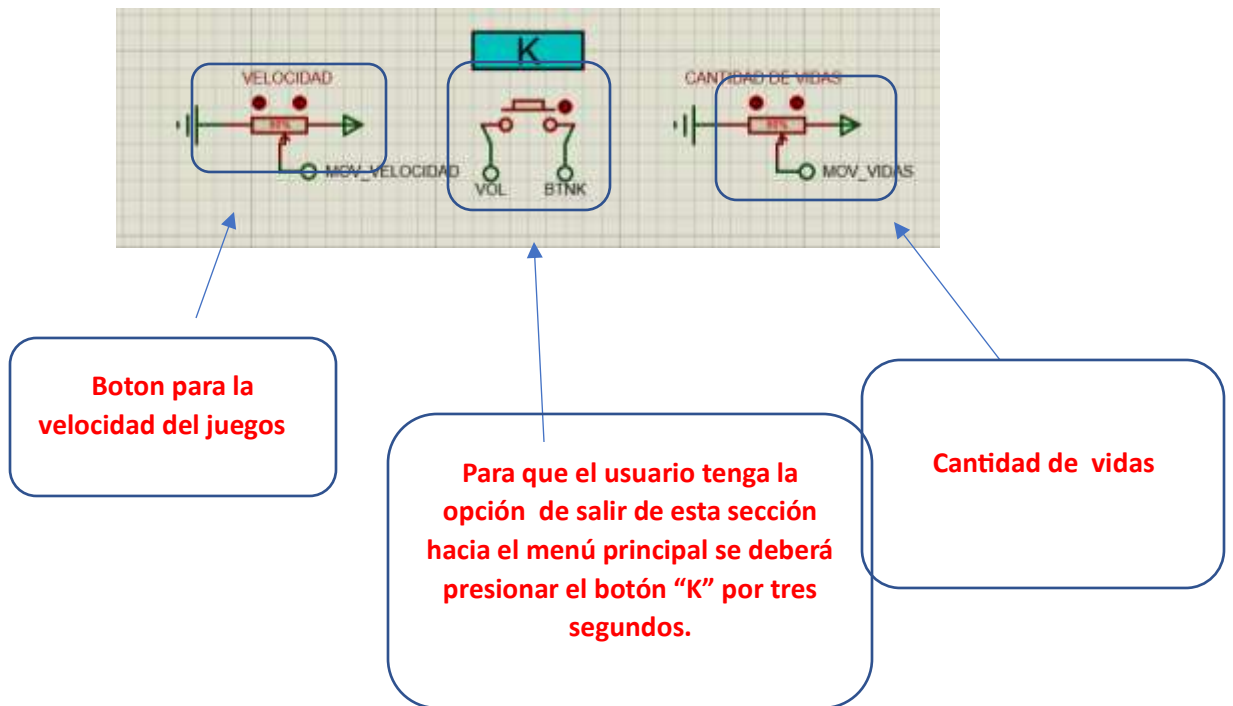 K
VELOCIDAD
CANTIDAD DE VIDAS
MOV_VELOCIDAD
VOL
BTNK
MOV_VIDAS
Boton para la
velocidad del juegos
Para que el usuario tenga la
opción de salir de esta sección
hacia el menú principal se deberá
presionar el botón “K” por tres
segundos.
Cantidad de vidas